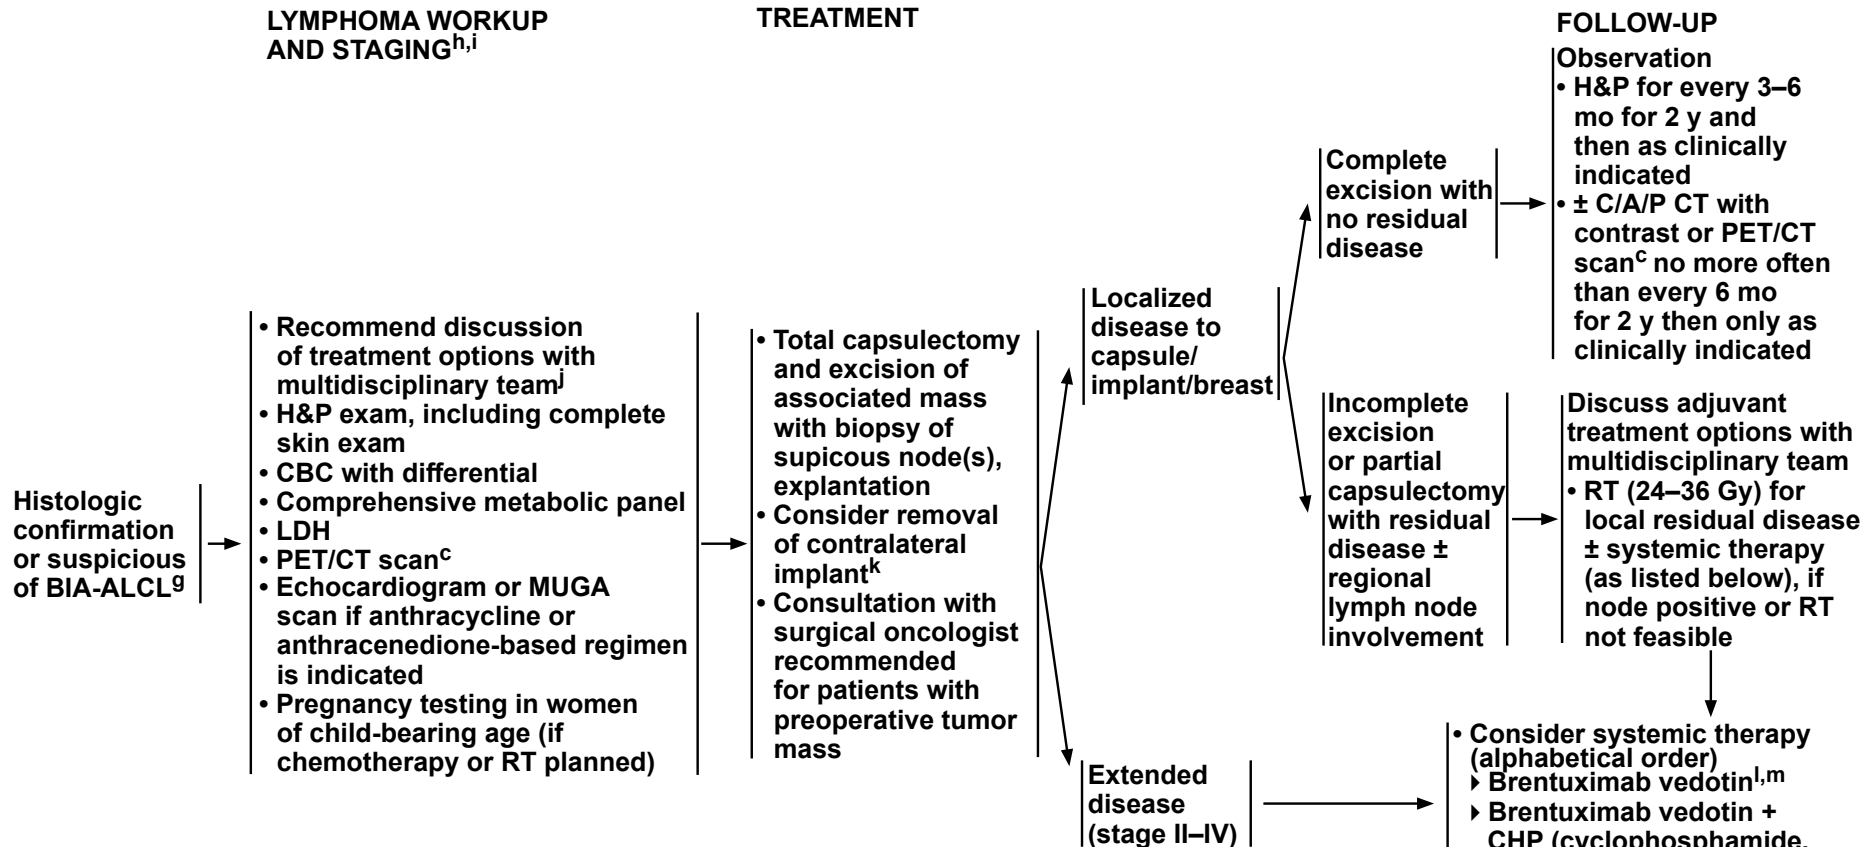 LYMPHOMA WORKUP
AND STAGINGh,i
TREATMENT
FOLLOW-UP
Histologic
confirmation
or suspicious
of BIA-ALCLg
• Recommend discussion
of treatment options with
multidisciplinary teamj
• H&P exam, including complete
skin exam
• CBC with differential
• Comprehensive metabolic panel
• LDH
• PET/CT scanc
• Echocardiogram or MUGA
scan if anthracycline or
anthracenedione-based regimen
is indicated
• Pregnancy testing in women
of child-bearing age (if
chemotherapy or RT planned)
• Total capsulectomy
and excision of
associated mass
with biopsy of
supicous node(s),
explantation
• Consider removal
of contralateral
implantk
• Consultation with
surgical oncologist
recommended
for patients with
preoperative tumor
mass
Localized
disease to
capsule/
implant/breast
Complete
excision with
no residual
disease
Observation
• H&P for every 3–6
mo for 2 y and
then as clinically
indicated
• ± C/A/P CT with
contrast or PET/CT
scanc no more often
than every 6 mo
for 2 y then only as
clinically indicated
Incomplete
excision
or partial
capsulectomy
with residual
disease ±
regional
lymph node
involvement
Discuss adjuvant
treatment options with
multidisciplinary team
• RT (24–36 Gy) for
local residual disease
± systemic therapy
(as listed below), if
node positive or RT
not feasible
Extended
disease
(stage II–IV)
• Consider systemic therapy
(alphabetical order)
▸ Brentuximab vedotinl,m
▸ Brentuximab vedotin +
CHP (cyclophosphamide,